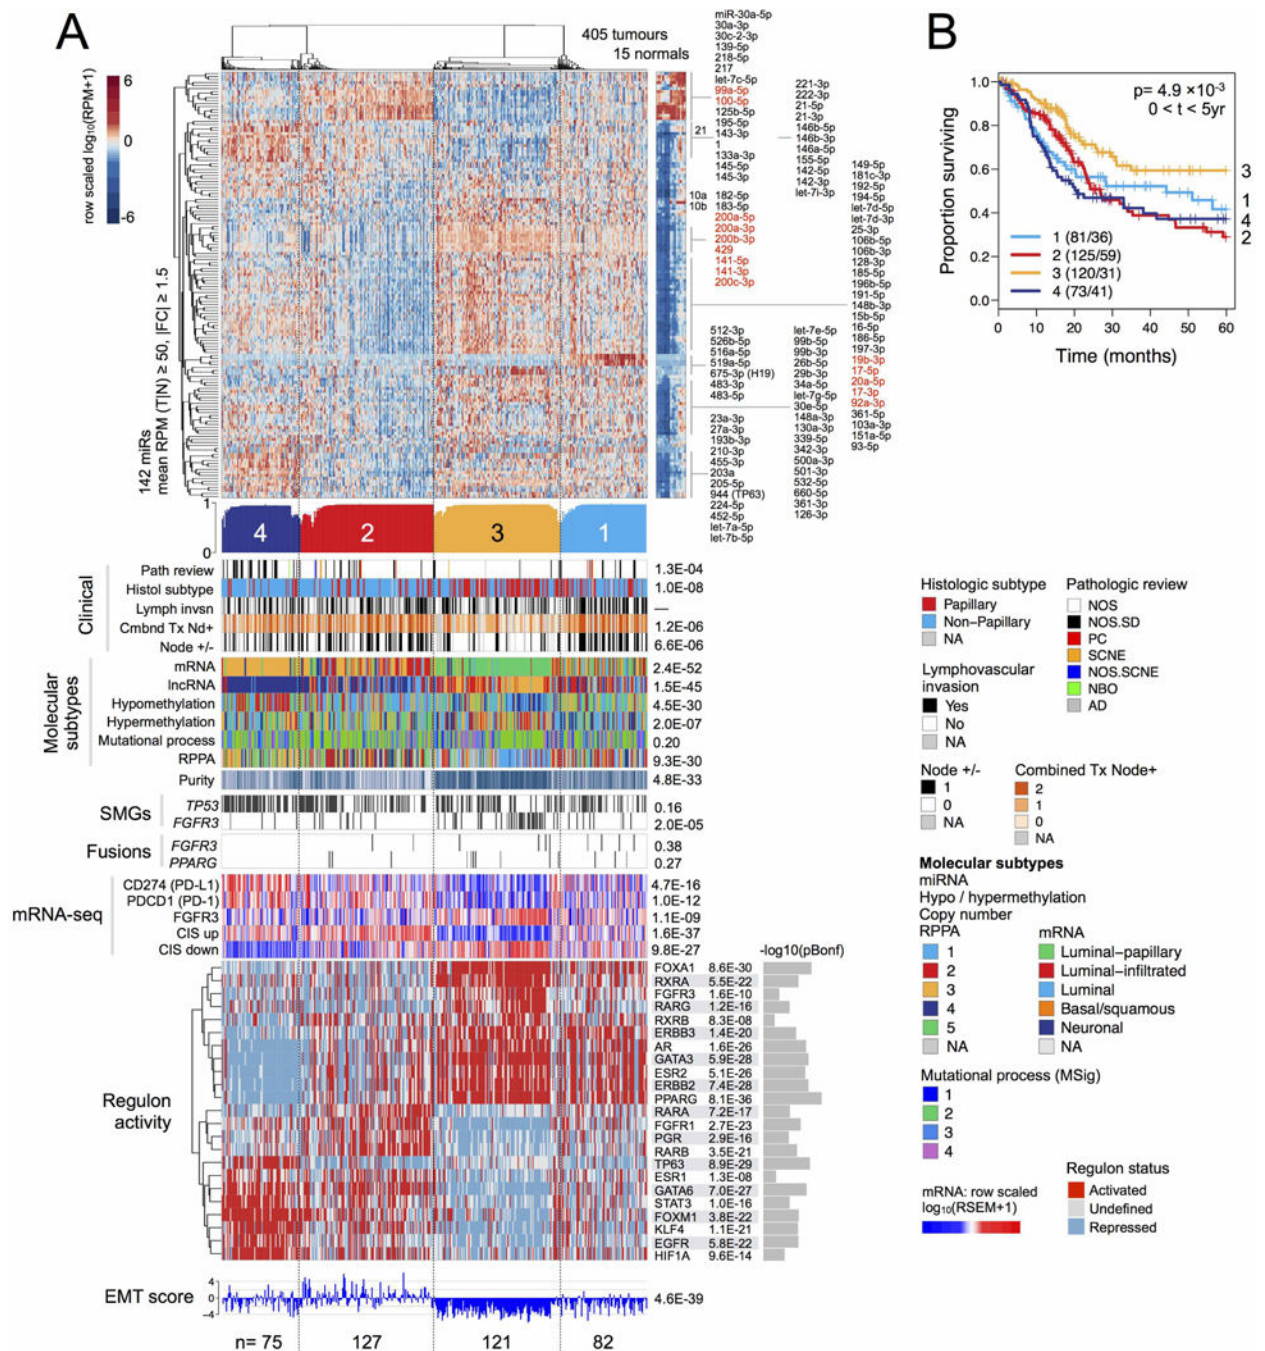 A
405 tumours
15 normals
row scaled log10(RPM+1)
6
0
-6
142 miRs
mean RPM (T|N) ≥ 50, |FC| ≥ 1.5
miR-30a-5p
30a-3p
30c-2-3p
139-5p
218-5p
217
let-7c-5p
99a-5p
100-5p
125b-5p
195-5p
21
143-3p
1
133a-3p
145-5p
145-3p
10a
182-5p
10b
183-5p
200a-5p
200a-3p
200b-3p
429
141-5p
141-3p
200c-3p
221-3p
222-3p
21-5p
21-3p
146b-5p
146b-3p
146a-5p
155-5p
142-5p
142-3p
let-7i-3p
149-5p
181c-3p
192-5p
194-5p
let-7d-5p
let-7d-3p
25-3p
106b-5p
106b-3p
128-3p
185-5p
196b-5p
191-5p
148b-3p
15b-5p
16-5p
186-5p
197-3p
19b-3p
17-5p
20a-5p
17-3p
92a-3p
361-5p
103a-3p
151a-5p
93-5p
512-3p
526b-5p
516a-5p
519a-5p
675-3p (H19)
483-3p
483-5p
23a-3p
27a-3p
193b-3p
210-3p
455-3p
203a
205-5p
944 (TP63)
224-5p
452-5p
let-7a-5p
let-7b-5p
let-7e-5p
99b-5p
99b-3p
26b-5p
29b-3p
34a-5p
let-7g-5p
30e-5p
148a-3p
130a-3p
339-5p
342-3p
500a-3p
501-3p
532-5p
660-5p
361-3p
126-3p
1
0
4
2
3
1
Clinical
Path review 1.3E-04
Histol subtype 1.0E-08
Lymph invsn —
Cmbnd Tx Nd+ 1.2E-06
Node +/- 6.6E-06
Molecular subtypes
mRNA 2.4E-52
lncRNA 1.5E-45
Hypomethylation 4.5E-30
Hypermethylation 2.0E-07
Mutational process 0.20
RPPA 9.3E-30
Purity 4.8E-33
SMGs
TP53 0.16
FGFR3 2.0E-05
Fusions
FGFR3 0.38
PPARG 0.27
mRNA-seq
CD274 (PD-L1) 4.7E-16
PDCD1 (PD-1) 1.0E-12
FGFR3 1.1E-09
CIS up 1.6E-37
CIS down 9.8E-27
-log10(pBonf)
Regulon activity
FOXA1 8.6E-30
RXRA 5.5E-22
FGFR3 1.6E-10
RARG 1.2E-16
RXRB 8.3E-08
ERBB3 1.4E-20
AR 1.6E-26
GATA3 5.9E-28
ESR2 5.1E-26
ERBB2 7.4E-28
PPARG 8.1E-36
RARA 7.2E-17
FGFR1 2.7E-23
PGR 2.9E-16
RARB 3.5E-21
TP63 8.9E-29
ESR1 1.3E-08
GATA6 7.0E-27
STAT3 1.0E-16
FOXM1 3.8E-22
KLF4 1.1E-21
EGFR 5.8E-22
HIF1A 9.6E-14
EMT score
4
0
-4
4.6E-39
n= 75 127 121 82
B
p= 4.9 ×10-3
0 < t < 5yr
Proportion surviving
1.0
0.8
0.6
0.4
0.2
0.0
3
1
4
2
1 (81/36)
2 (125/59)
3 (120/31)
4 (73/41)
0 10 20 30 40 50 60
Time (months)
Histologic subtype
Papillary
Non-Papillary
NA
Lymphovascular
invasion
Yes
No
NA
Pathologic review
NOS
NOS.SD
PC
SCNE
NOS.SCNE
NBO
AD
Node +/-
1
0
NA
Combined Tx Node+
2
1
0
NA
Molecular subtypes
miRNA
Hypo / hypermethylation
Copy number
RPPA
1
2
3
4
5
NA
mRNA
Luminal-papillary
Luminal-infiltrated
Luminal
Basal/squamous
Neuronal
NA
Mutational process (MSig)
1
2
3
4
mRNA: row scaled
log10(RSEM+1)
Regulon status
Activated
Undefined
Repressed